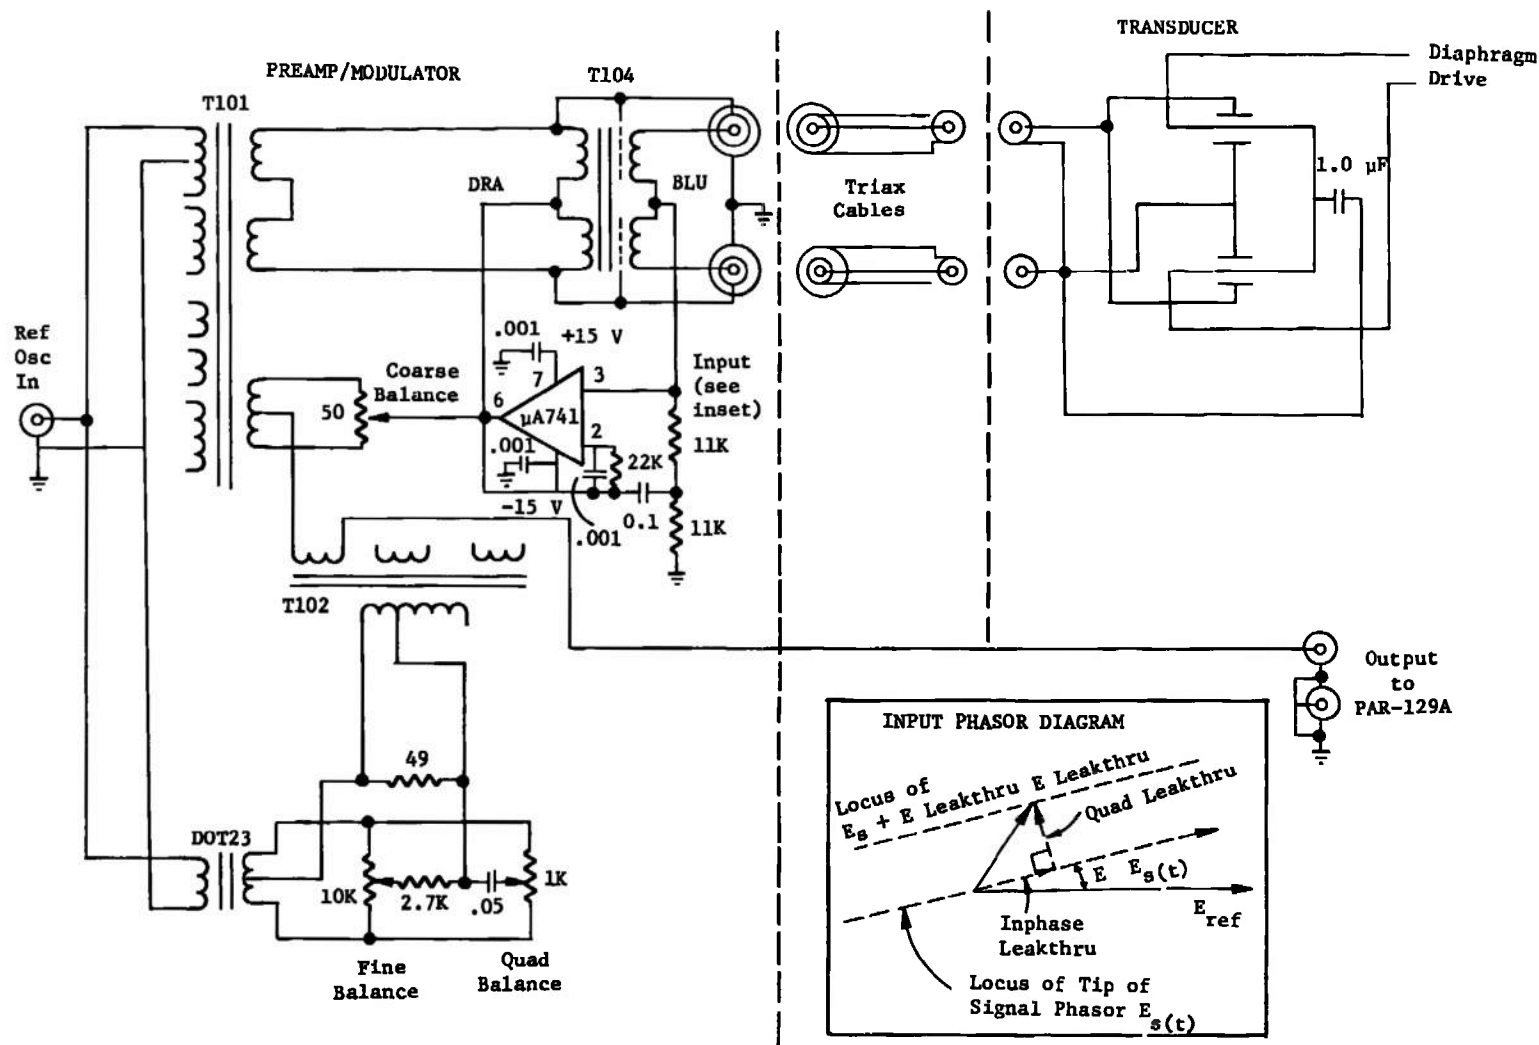 TRANSDUCER
Diaphragm
Drive
PREAMP/MODULATOR
T104
T101
1.0 µF
DRA
BLU
Triax
Cables
Ref
Osc
In
.001
+15 V
Coarse
Balance
Input
(see
inset)
7
3
6
50
µA741
11K
2
.001
22K
-15 V
0.1
.001
11K
T102
Output
to
PAR-129A
49
DOT23
10K
2.7K
.05
1K
Fine
Balance
Quad
Balance
INPUT PHASOR DIAGRAM
Locus of
Es + E Leakthru
E Leakthru
Quad Leakthru
E
Es(t)
Eref
Inphase
Leakthru
Locus of Tip of
Signal Phasor Es(t)